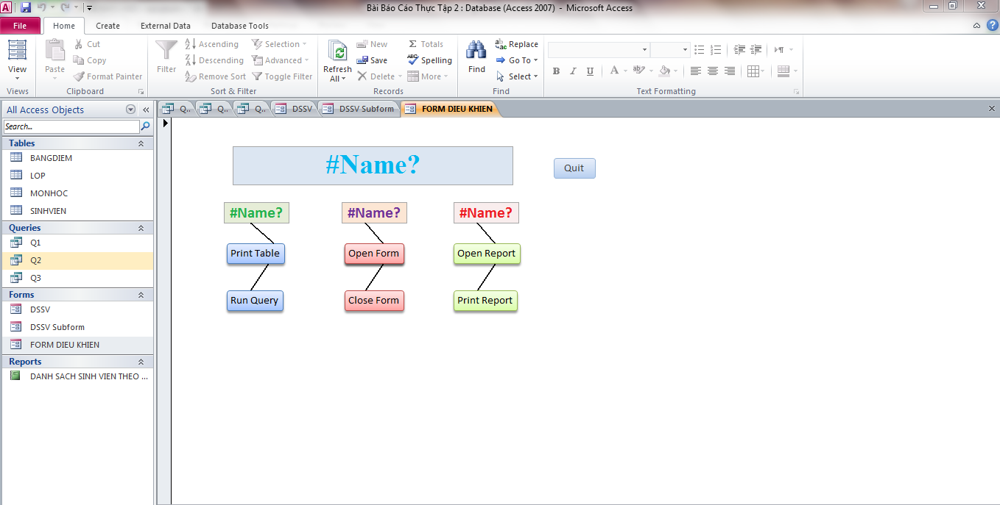 Bài Báo Cáo Thực Tập 2 : Database (Access 2007) - Microsoft Access
File Home Create External Data Database Tools
View
Views
Paste
Cut
Copy
Format Painter
Clipboard
Filter
Ascending
Descending
Remove Sort
Selection
Advanced
Toggle Filter
Sort & Filter
Refresh
All
New
Save
Delete
Totals
Spelling
More
Records
Find
Replace
Go To
Select
Find
B I U A
Text Formatting
All Access Objects
Search...
Tables
BANGDIEM
LOP
MONHOC
SINHVIEN
Queries
Q1
Q2
Q3
Forms
DSSV
DSSV Subform
FORM DIEU KHIEN
Reports
DANH SACH SINH VIEN THEO ...
Q.. Q.. Q.. DSSV DSSV Subform FORM DIEU KHIEN
#Name?
Quit
#Name? #Name? #Name?
Print Table Open Form Open Report
Run Query Close Form Print Report